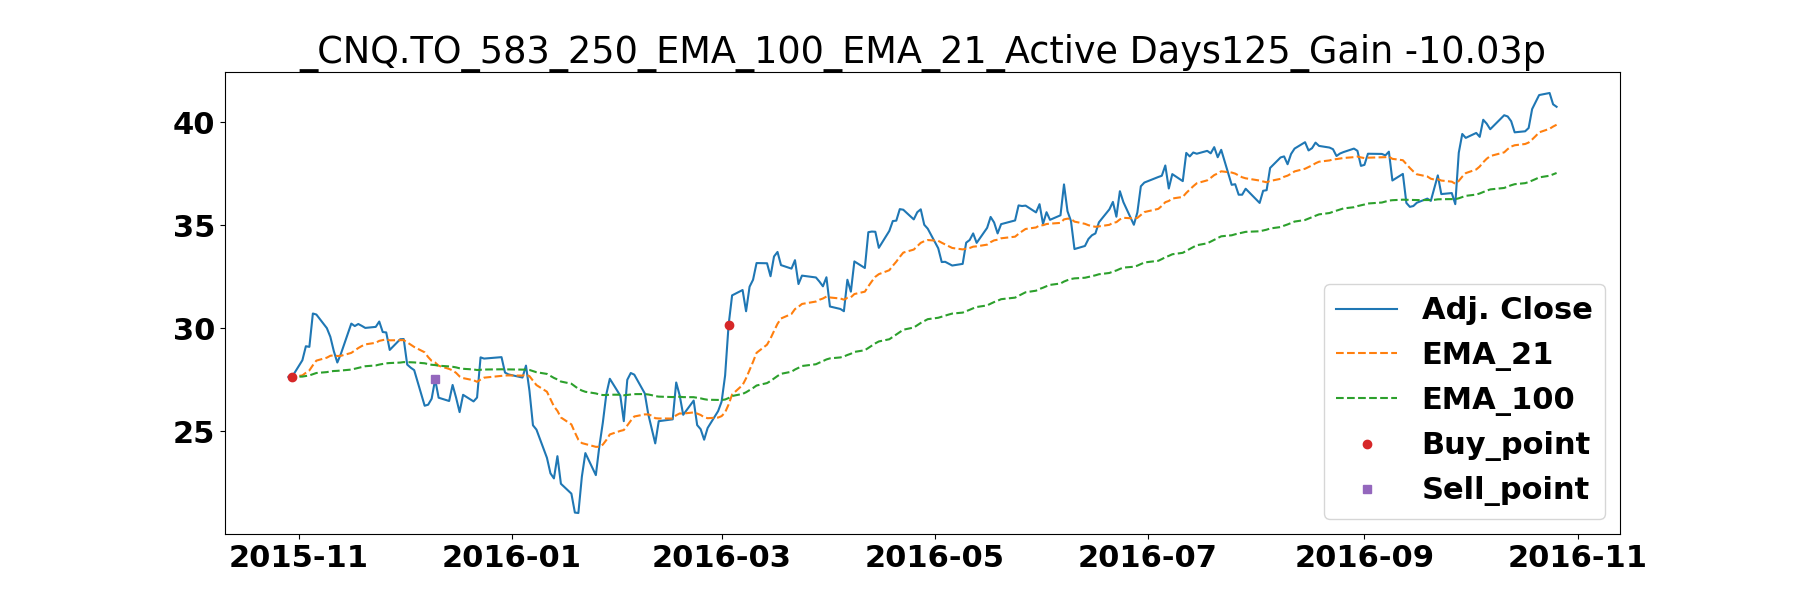 _CNQ.TO_583_250_EMA_100_EMA_21_Active Days125_Gain -10.03p
40
35
30
25
Adj. Close
EMA_21
EMA_100
Buy_point
Sell_point
2015-11 2016-01 2016-03 2016-05 2016-07 2016-09 2016-11